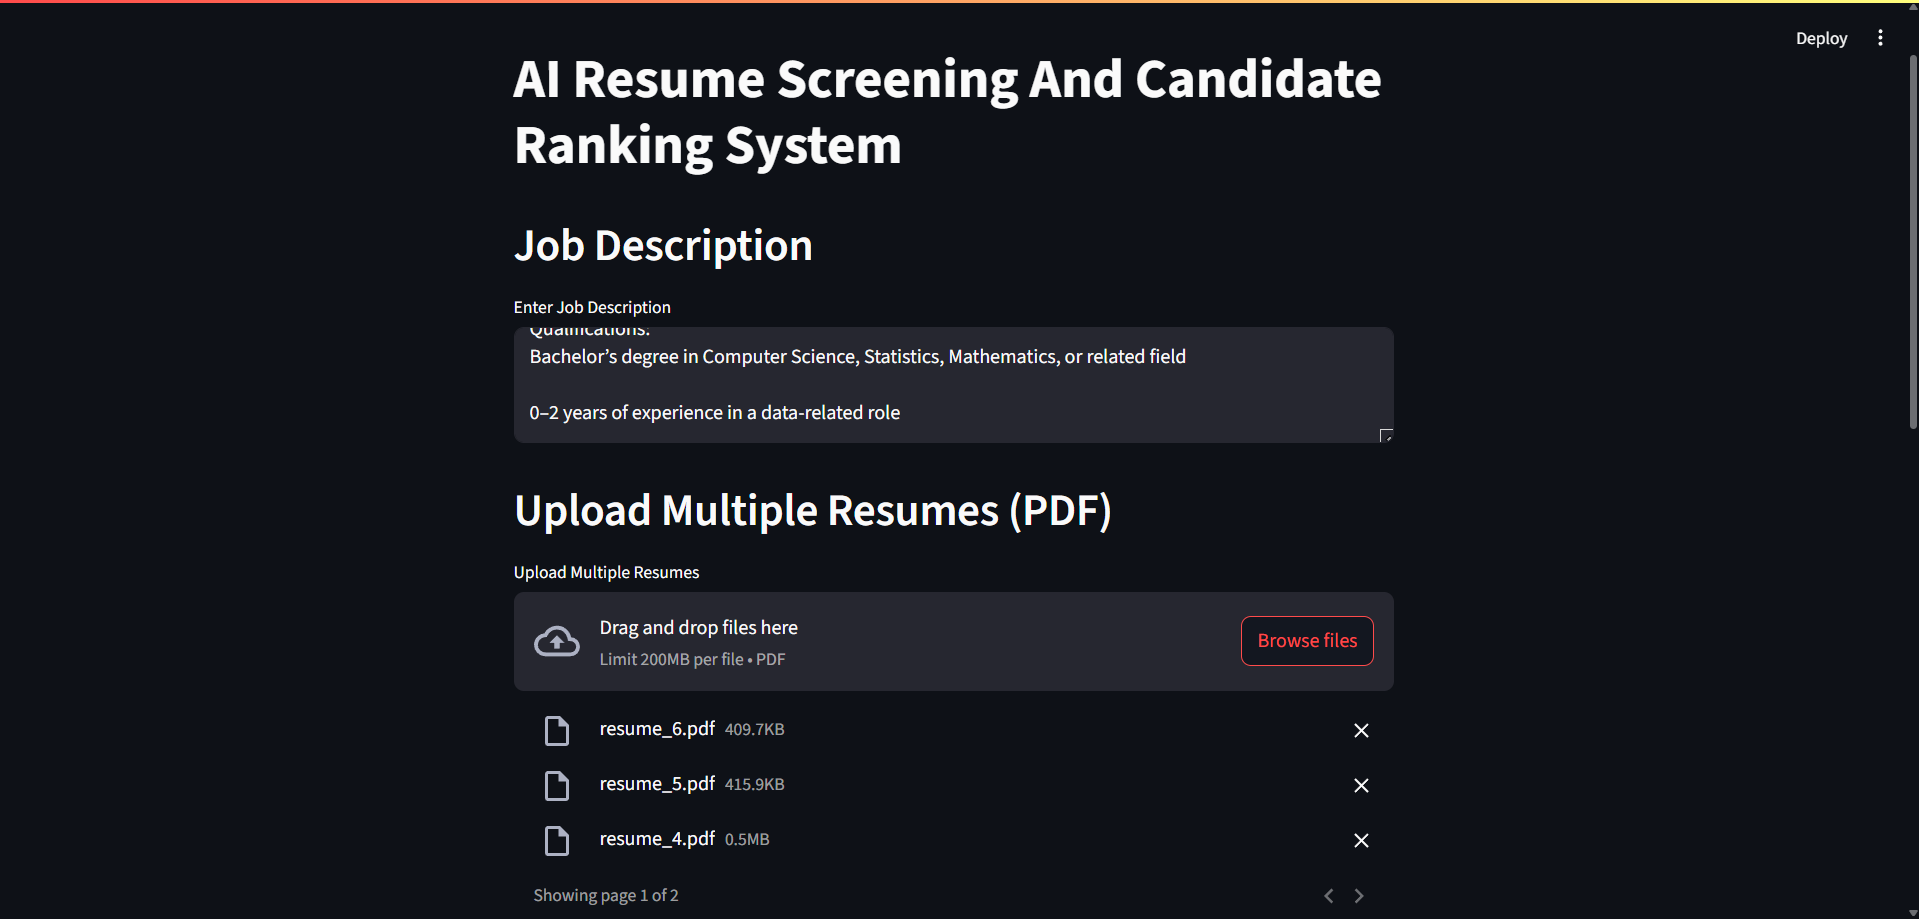 Deploy
AI Resume Screening And Candidate
Ranking System
Job Description
Enter Job Description
Qualifications:
Bachelor’s degree in Computer Science, Statistics, Mathematics, or related field
0–2 years of experience in a data-related role
Upload Multiple Resumes (PDF)
Upload Multiple Resumes
Drag and drop files here
Limit 200MB per file • PDF
Browse files
resume_6.pdf 409.7KB
resume_5.pdf 415.9KB
resume_4.pdf 0.5MB
Showing page 1 of 2